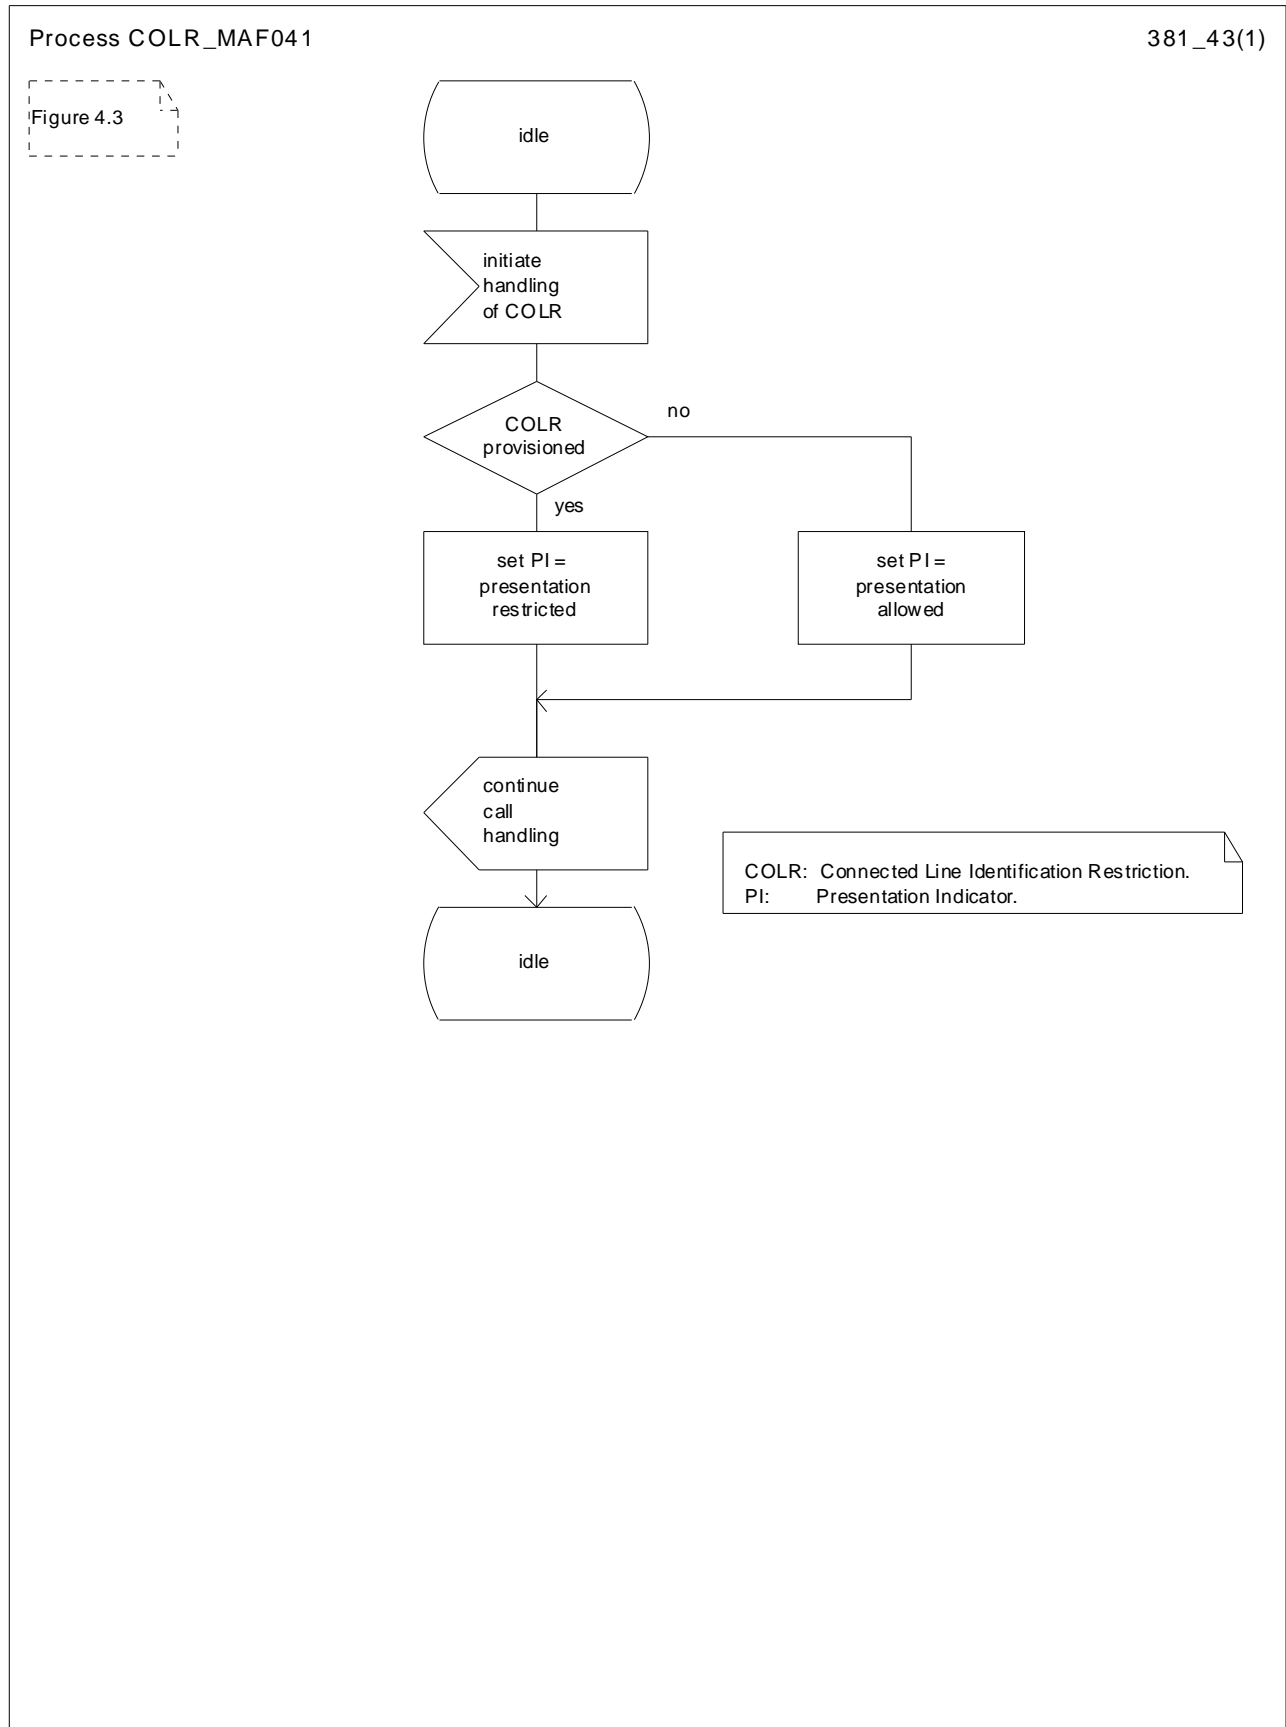 Process COLR_MAF041
381_43(1)
Figure 4.3
idle
initiate
handling
of COLR
COLR
provisioned
no
yes
set PI =
presentation
restricted
set PI =
presentation
allowed
continue
call
handling
COLR: Connected Line Identification Restriction.
PI: Presentation Indicator.
idle